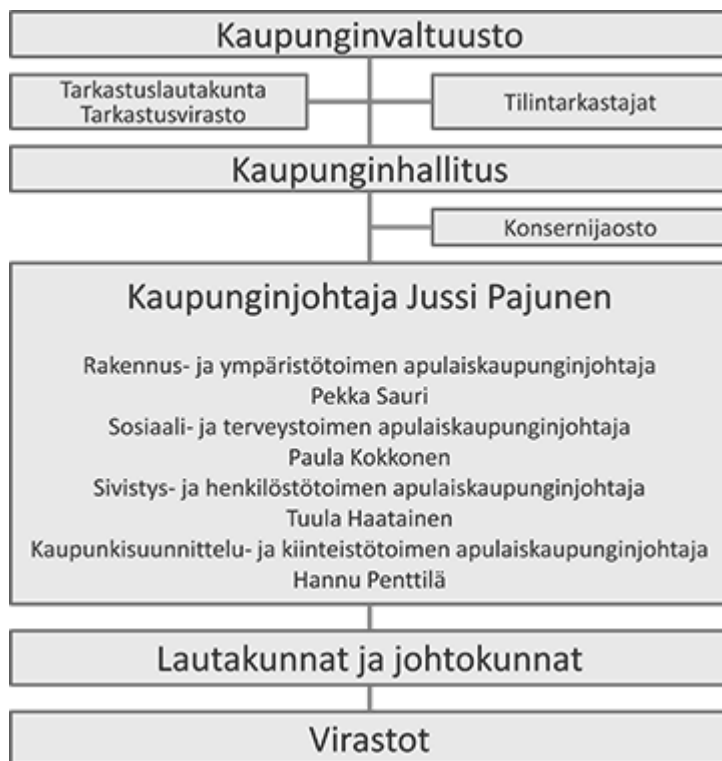 Kaupunginvaltuusto
Tarkastuslautakunta
Tarkastusvirasto
Tilintarkastajat
Kaupunginhallitus
Konsernijaosto
Kaupunginjohtaja Jussi Pajunen
Rakennus- ja ympäristötoimen apulaiskaupunginjohtaja
Pekka Sauri
Sosiaali- ja terveystoimen apulaiskaupunginjohtaja
Paula Kokkonen
Sivistys- ja henkilöstötoimen apulaiskaupunginjohtaja
Tuula Haatainen
Kaupunkisuunnittelu- ja kiinteistötoimen apulaiskaupunginjohtaja
Hannu Penttilä
Lautakunnat ja johtokunnat
Virastot